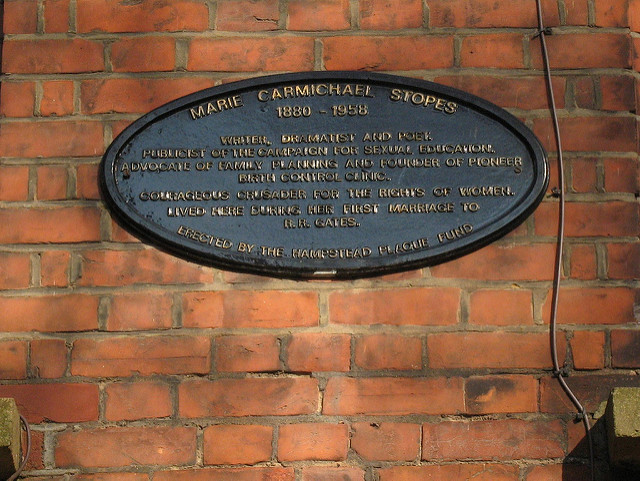 MARIE CARMICHAEL STOPES
1880 - 1958
WRITER, DRAMATIST AND POET.
PUBLICIST OF THE CAMPAIGN FOR SEXUAL EDUCATION,
ADVOCATE OF FAMILY PLANNING AND FOUNDER OF PIONEER
BIRTH CONTROL CLINIC.
COURAGEOUS CRUSADER FOR THE RIGHTS OF WOMEN.
LIVED HERE DURING HER FIRST MARRIAGE TO
R.R. GATES.
ERECTED BY THE HAMPSTEAD PLAQUE FUND